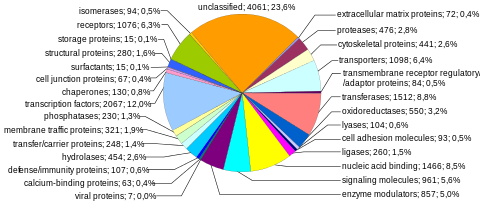 unclassified; 4061; 23,6%
isomerases; 94; 0,5%
receptors; 1076; 6,3%
storage proteins; 15; 0,1%
structural proteins; 280; 1,6%
surfactants; 15; 0,1%
cell junction proteins; 67; 0,4%
chaperones; 130; 0,8%
transcription factors; 2067; 12,0%
phosphatases; 230; 1,3%
membrane traffic proteins; 321; 1,9%
transfer/carrier proteins; 248; 1,4%
hydrolases; 454; 2,6%
defense/immunity proteins; 107; 0,6%
calcium-binding proteins; 63; 0,4%
viral proteins; 7; 0,0%
extracellular matrix proteins; 72; 0,4%
proteases; 476; 2,8%
cytoskeletal proteins; 441; 2,6%
transporters; 1098; 6,4%
transmembrane receptor regulatory
/adaptor proteins; 84; 0,5%
transferases; 1512; 8,8%
oxidoreductases; 550; 3,2%
lyases; 104; 0,6%
cell adhesion molecules; 93; 0,5%
ligases; 260; 1,5%
nucleic acid binding; 1466; 8,5%
signaling molecules; 961; 5,6%
enzyme modulators; 857; 5,0%